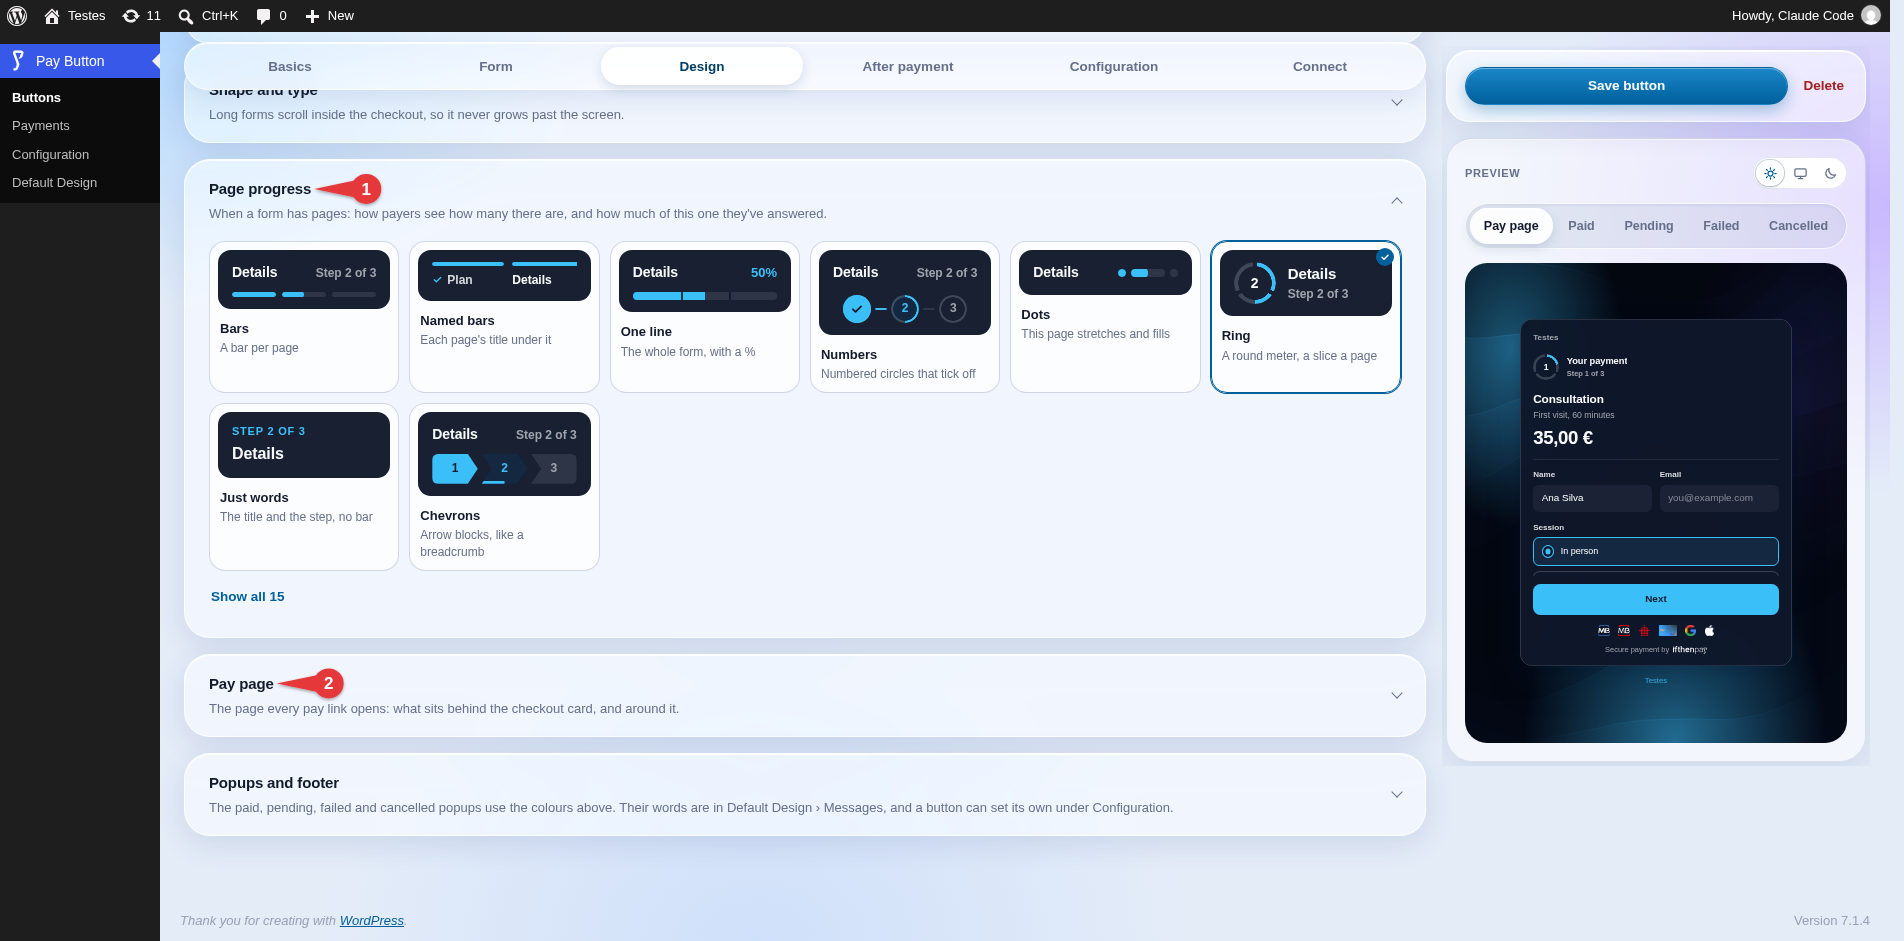 Testes
11
Ctrl+K
0
New
Howdy, Claude Code
Pay Button
Buttons
Payments
Configuration
Default Design
Basics
Form
Design
After payment
Configuration
Connect
Shape and type
Long forms scroll inside the checkout, so it never grows past the screen.
Page progress
1
When a form has pages: how payers see how many there are, and how much of this one they've answered.
Details
Step 2 of 3
Bars
A bar per page
Plan
Details
Named bars
Each page's title under it
Details
50%
One line
The whole form, with a %
Details
Step 2 of 3
2
3
Numbers
Numbered circles that tick off
Details
Dots
This page stretches and fills
2
Details
Step 2 of 3
Ring
A round meter, a slice a page
STEP 2 OF 3
Details
Just words
The title and the step, no bar
Details
Step 2 of 3
1
2
3
Chevrons
Arrow blocks, like a
breadcrumb
Show all 15
Pay page
2
The page every pay link opens: what sits behind the checkout card, and around it.
Popups and footer
The paid, pending, failed and cancelled popups use the colours above. Their words are in Default Design › Messages, and a button can set its own under Configuration.
Save button
Delete
PREVIEW
Pay page
Paid
Pending
Failed
Cancelled
Testes
1
Your payment
Step 1 of 3
Consultation
First visit, 60 minutes
35,00 €
Name
Email
Ana Silva
you@example.com
Session
In person
Next
MB
Secure payment by ifthenpay
Testes
Thank you for creating with WordPress.
Version 7.1.4